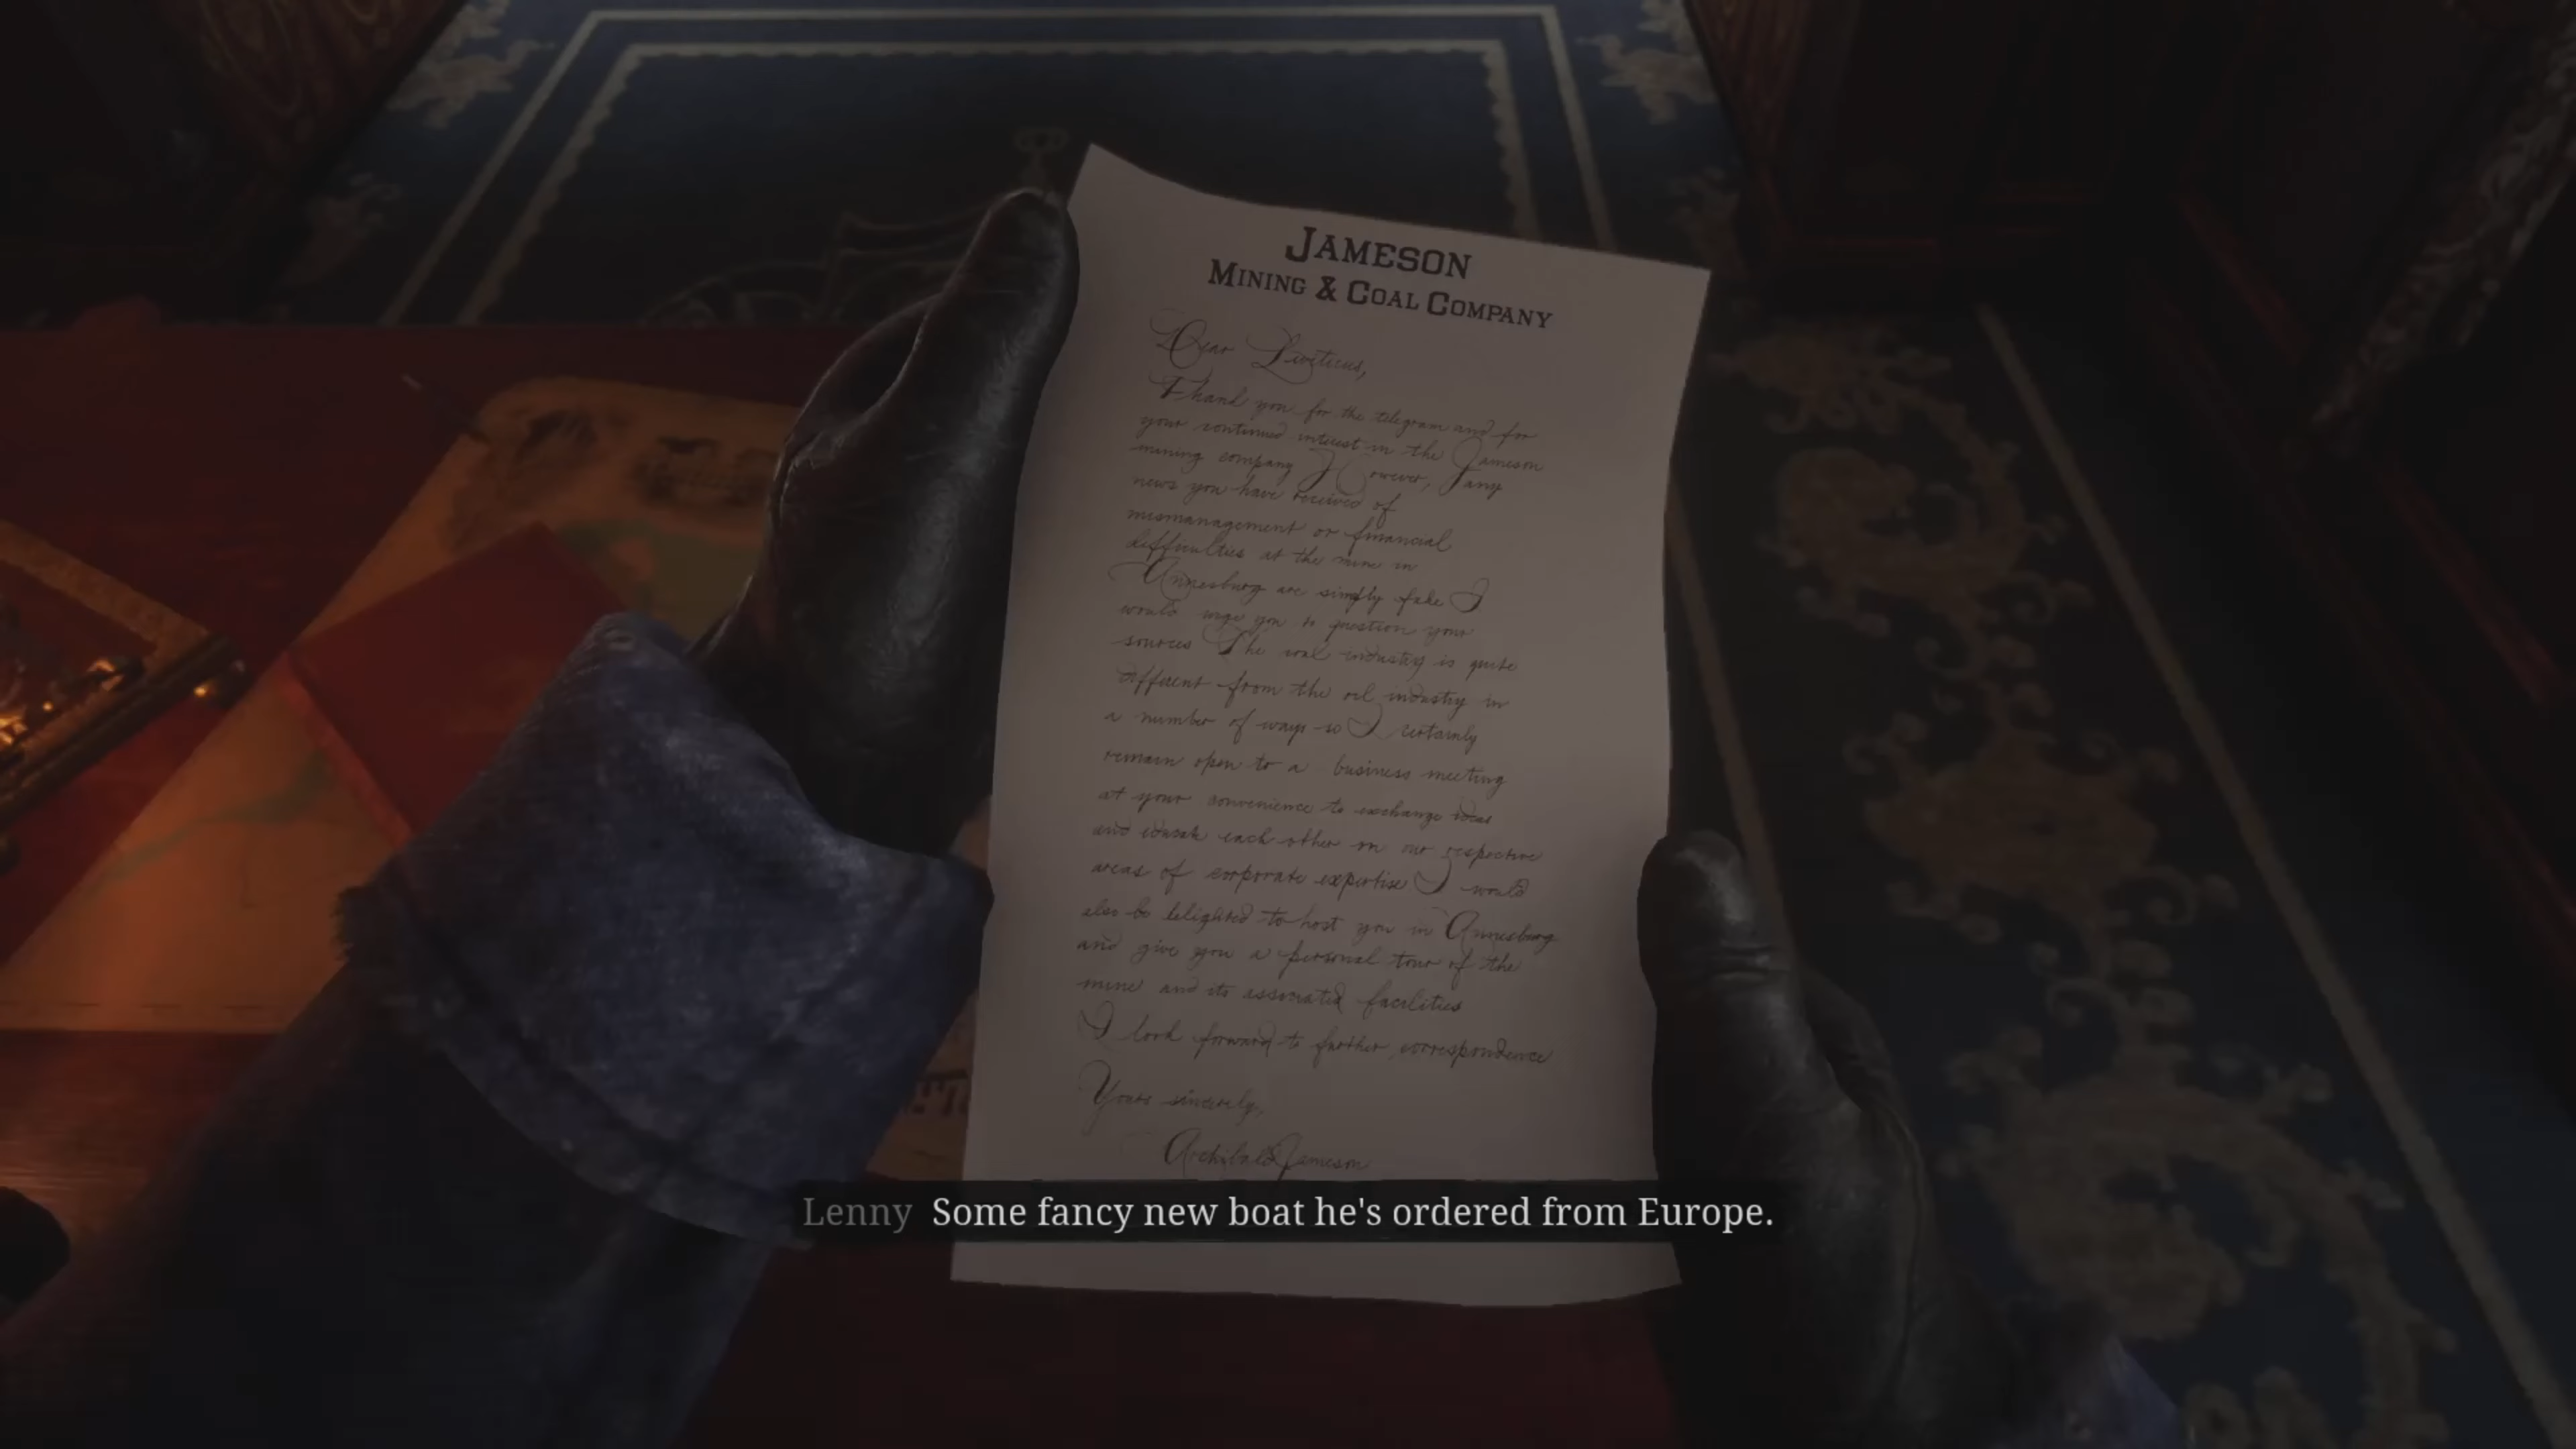 JAMESON
MINING & COAL COMPANY
Dear Leviticus,
Thank you for the telegram and for
your continued interest in the Jameson
mining company However, any
news you have received of
mismanagement or financial
difficulties at the mine in
Annesburg are simply fake I
would urge you to question your
sources The coal industry is quite
different from the oil industry in
a number of ways so I certainly
remain open to a business meeting
at your convenience to exchange ideas
and each other on our respective
areas of corporate expertise I would
also be delighted to host you in Annesburg
and give you a personal tour of the
mine and its associated facilities
I look forward to further correspondence
Yours sincerely,
Archibald Jameson
Lenny Some fancy new boat he's ordered from Europe.